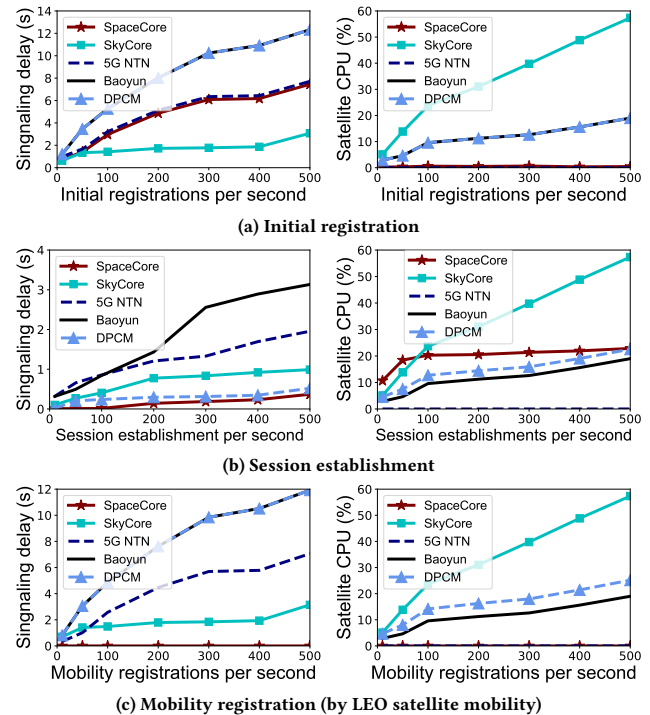 Singnaling delay (s)
14
12
10
8
6
4
2
0
SpaceCore
SkyCore
5G NTN
Baoyun
DPCM
0 100 200 300 400 500
Initial registrations per second
Satellite CPU (%)
60
50
40
30
20
10
0
SpaceCore
SkyCore
5G NTN
Baoyun
DPCM
0 100 200 300 400 500
Initial registrations per second
(a) Initial registration
Singnaling delay (s)
4
3
2
1
0
SpaceCore
SkyCore
5G NTN
Baoyun
DPCM
0 100 200 300 400 500
Session establishment per second
Satellite CPU (%)
60
50
40
30
20
10
0
SpaceCore
SkyCore
5G NTN
Baoyun
DPCM
0 100 200 300 400 500
Session establishments per second
(b) Session establishment
Singnaling delay (s)
12
10
8
6
4
2
0
SpaceCore
SkyCore
5G NTN
Baoyun
DPCM
0 100 200 300 400 500
Mobility registrations per second
Satellite CPU (%)
60
50
40
30
20
10
0
SpaceCore
SkyCore
5G NTN
Baoyun
DPCM
0 100 200 300 400 500
Mobility registrations per second
(c) Mobility registration (by LEO satellite mobility)